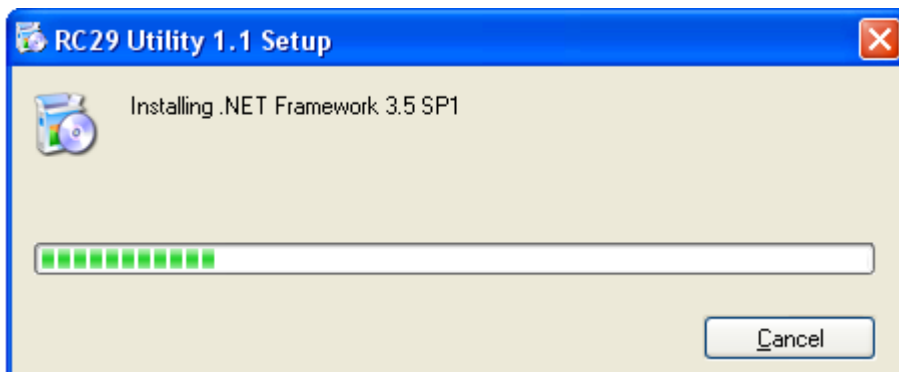 RC29 Utility 1.1 Setup
Installing .NET Framework 3.5 SP1
Cancel